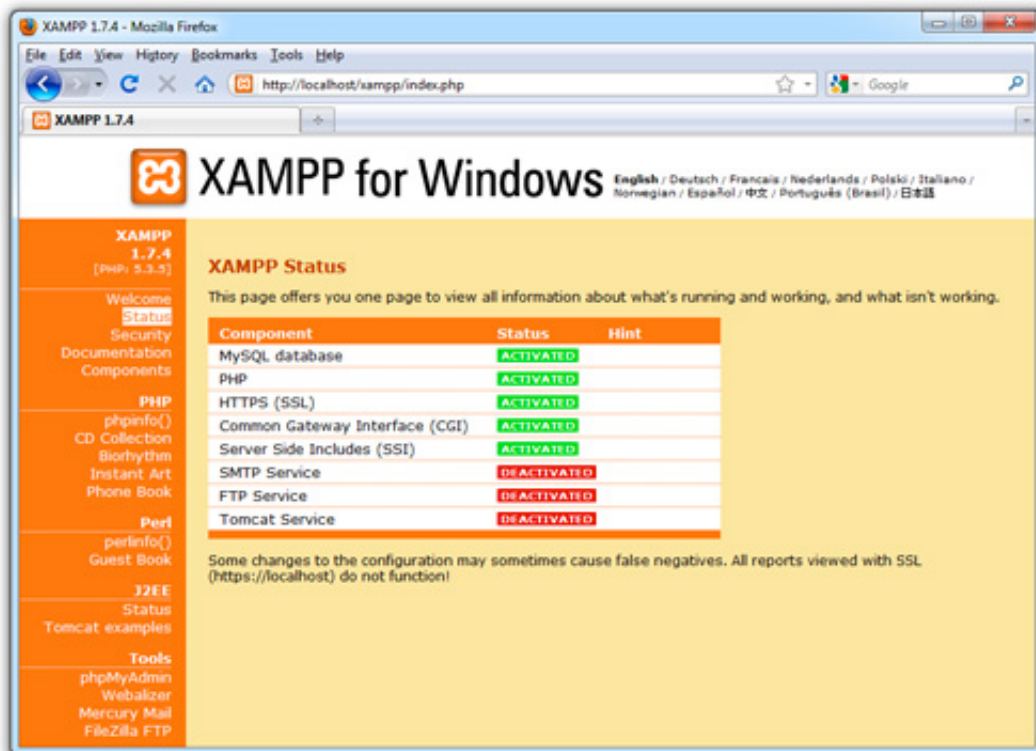 XAMPP 1.7.4 - Mozilla Firefox
File Edit View History Bookmarks Tools Help
http://localhost/xampp/index.php
Google
XAMPP 1.7.4
XAMPP for Windows
English / Deutsch / Francais / Nederlands / Polski / Italiano /
Norwegian / Español / 中文 / Português (Brasil) / 日本語
XAMPP
1.7.4
[PHP: 5.3.5]
Welcome
Status
Security
Documentation
Components
PHP
phpinfo()
CD Collection
Biorhythm
Instant Art
Phone Book
Perl
perlinfo()
Guest Book
J2EE
Status
Tomcat examples
Tools
phpMyAdmin
Webalizer
Mercury Mail
FileZilla FTP
XAMPP Status
This page offers you one page to view all information about what's running and working, and what isn't working.
Component Status Hint
MySQL database ACTIVATED
PHP ACTIVATED
HTTPS (SSL) ACTIVATED
Common Gateway Interface (CGI) ACTIVATED
Server Side Includes (SSI) ACTIVATED
SMTP Service DEACTIVATED
FTP Service DEACTIVATED
Tomcat Service DEACTIVATED
Some changes to the configuration may sometimes cause false negatives. All reports viewed with SSL
(https://localhost) do not function!